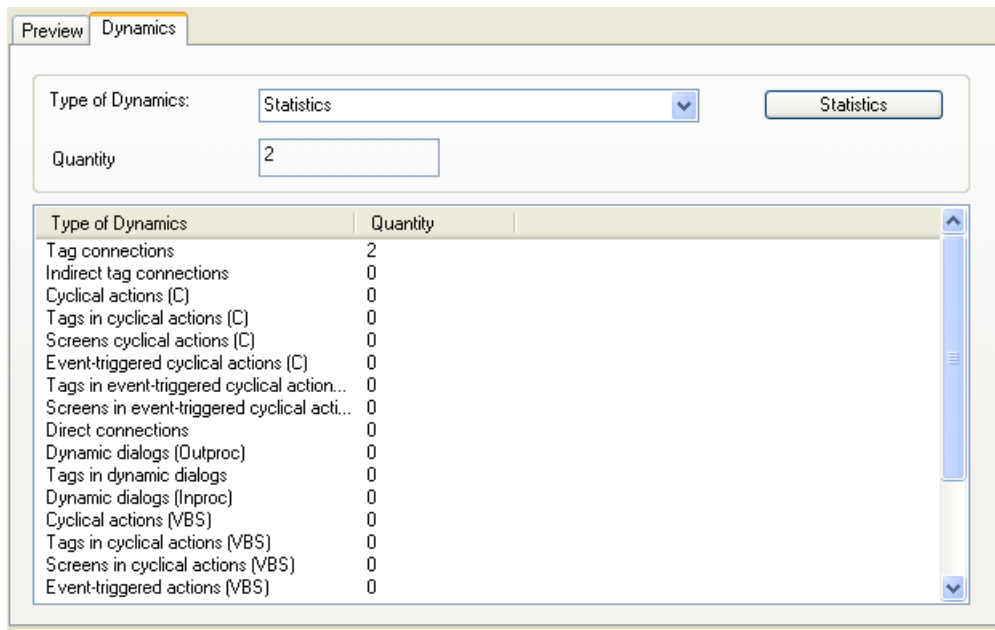 Preview Dynamics
Type of Dynamics: Statistics Statistics
Quantity 2
Type of Dynamics Quantity
Tag connections 2
Indirect tag connections 0
Cyclical actions (C) 0
Tags in cyclical actions (C) 0
Screens cyclical actions (C) 0
Event-triggered cyclical actions (C) 0
Tags in event-triggered cyclical action... 0
Screens in event-triggered cyclical acti... 0
Direct connections 0
Dynamic dialogs (Outproc) 0
Tags in dynamic dialogs 0
Dynamic dialogs (Inproc) 0
Cyclical actions (VBS) 0
Tags in cyclical actions (VBS) 0
Screens in cyclical actions (VBS) 0
Event-triggered actions (VBS) 0